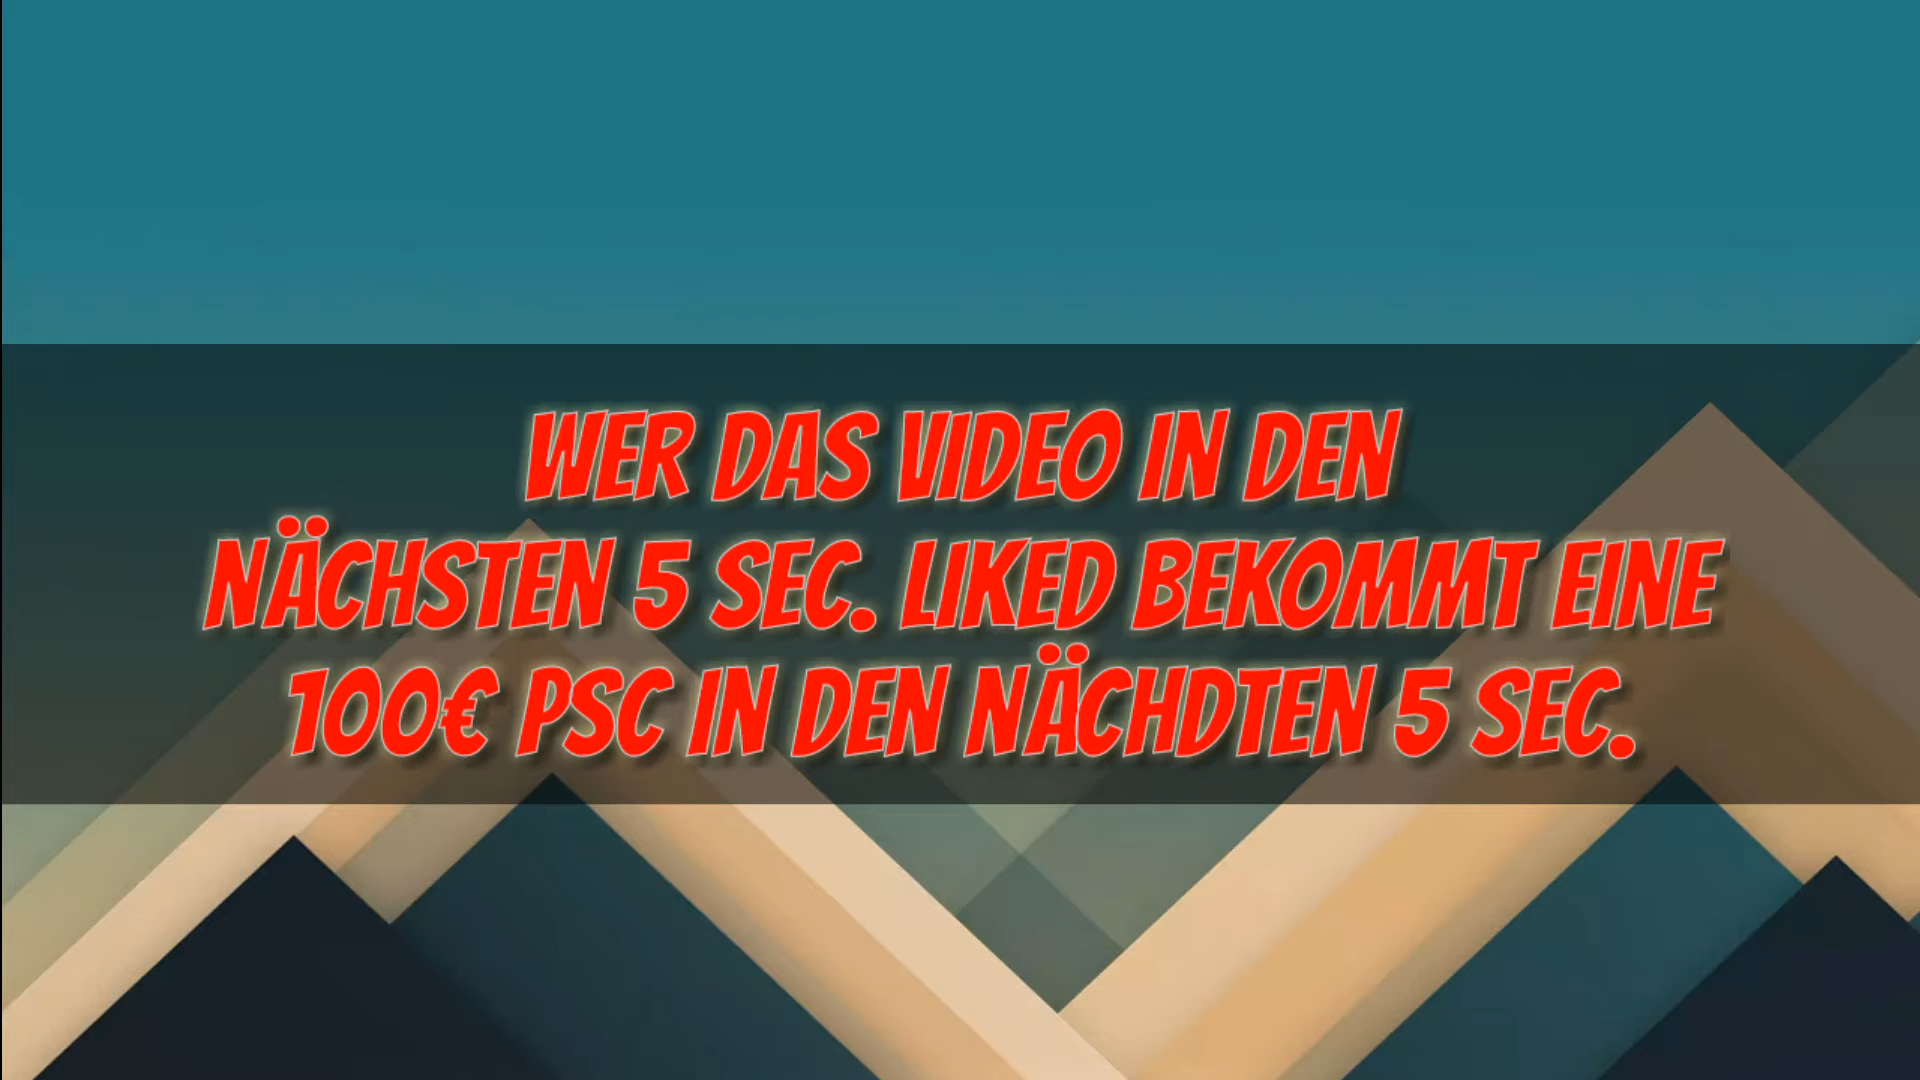 WER DAS VIDEO IN DEN
NÄCHSTEN 5 SEC. LIKED BEKOMMT EINE
100€ PSC IN DEN NÄCHDTEN 5 SEC.